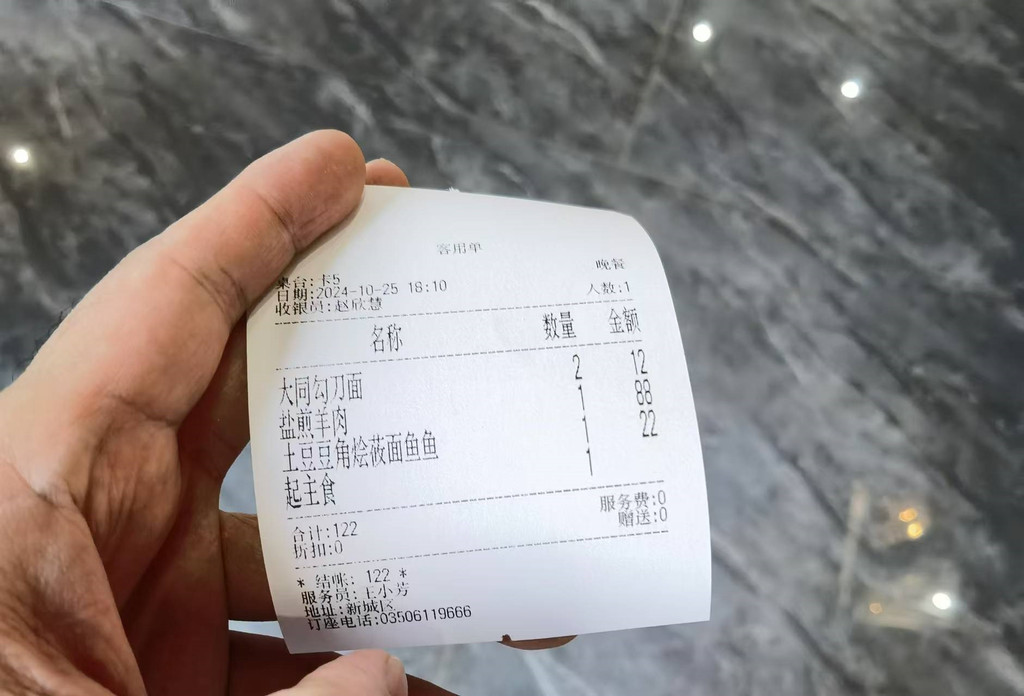 客用单
晚餐
桌台:卡5
日期:2024-10-25 18:10
人数:1
收银员:赵欣慧
名称 数量 金额
大同勾刀面 2 12
盐煎羊肉 1 88
土豆豆角烩莜面鱼鱼 1 22
起主食 1
合计:122 服务费:0
折扣:0 赠送:0
* 结帐: 122 *
服务员:王小芳
地址:新城区
订座电话:03506119666